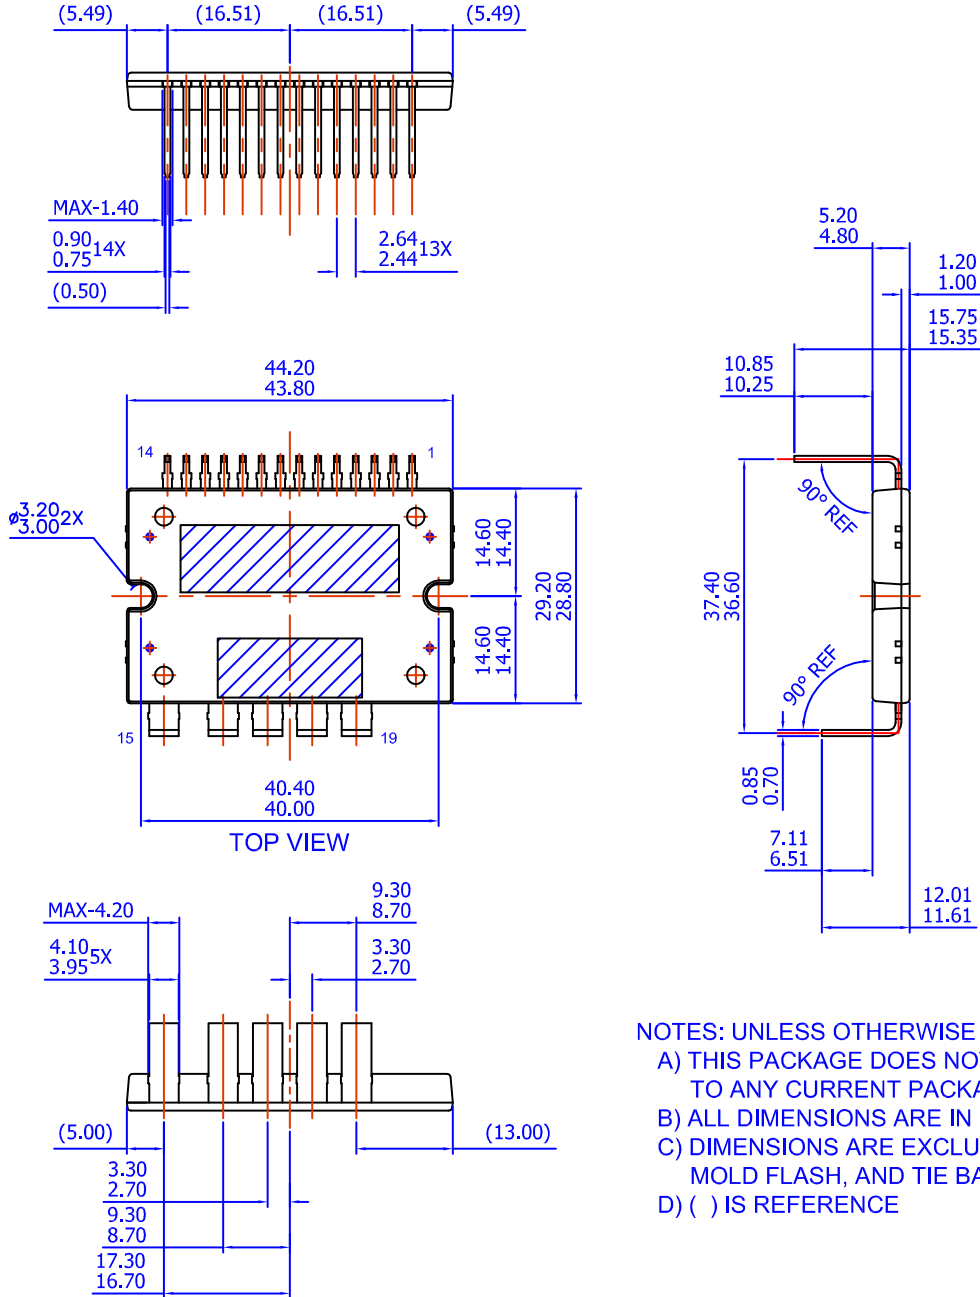 (5.49) (16.51) (16.51) (5.49)
MAX-1.40
0.90
0.75 14X
2.64
2.44 13X
(0.50)
5.20
4.80
1.20
1.00
15.75
15.35
10.85
10.25
44.20
43.80
14
1
ø3.20
3.00 2X
90° REF
14.60
14.40
29.20
28.80
14.60
14.40
37.40
36.60
90° REF
15
19
0.85
0.70
40.40
40.00
TOP VIEW
7.11
6.51
12.01
11.61
MAX-4.20
9.30
8.70
4.10
3.95 5X
3.30
2.70
(5.00)
(13.00)
3.30
2.70
9.30
8.70
17.30
16.70
NOTES: UNLESS OTHERWISE
A) THIS PACKAGE DOES NO
TO ANY CURRENT PACKA
B) ALL DIMENSIONS ARE IN
C) DIMENSIONS ARE EXCLU
MOLD FLASH, AND TIE BA
D) ( ) IS REFERENCE